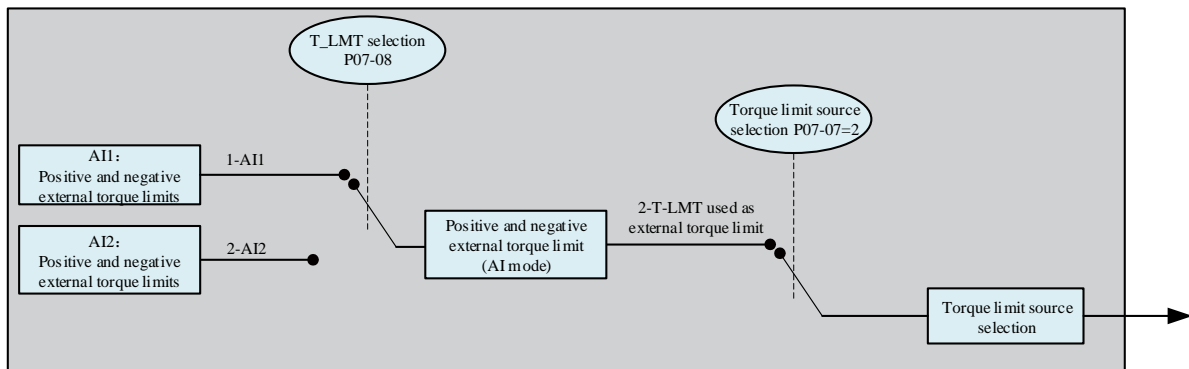 T_LMT selection
P07-08
Torque limit source
selection P07-07=2
AI1：
Positive and negative
external torque limits
1-AI1
AI2：
Positive and negative
external torque limits
2-AI2
Positive and negative
external torque limit
(AI mode)
2-T-LMT used as
external torque limit
Torque limit source
selection